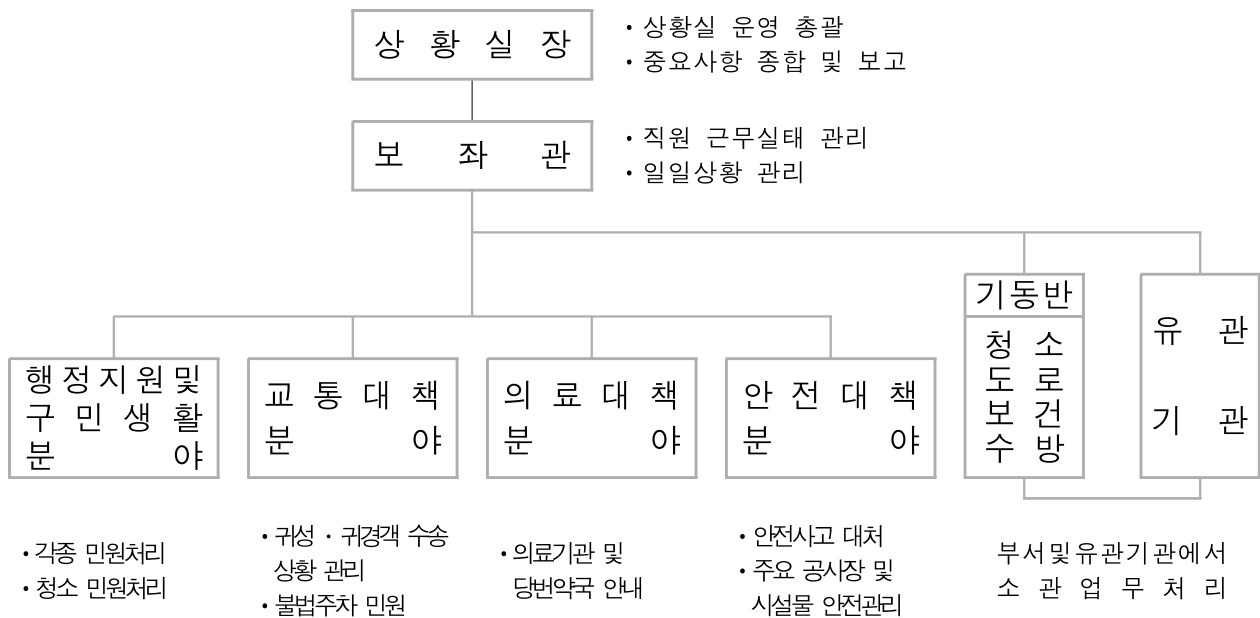 상 황 실 장
• 상황실 운영 총괄
• 중요사항 종합 및 보고
보 좌 관
• 직원 근무실태 관리
• 일일상황 관리
행정지원및
구 민 생 활
분 야
교 통 대 책
분 야
의 료 대 책
분 야
안 전 대 책
분 야
기동반
청 소
도 로
보 건
수 방
유 관
기 관
• 각종 민원처리
• 청소 민원처리
• 귀성 · 귀경객 수송
상황 관리
• 불법주차 민원
• 의료기관 및
당번약국 안내
• 안전사고 대처
• 주요 공사장 및
시설물 안전관리
부서및유관기관에서
소 관 업 무 처 리